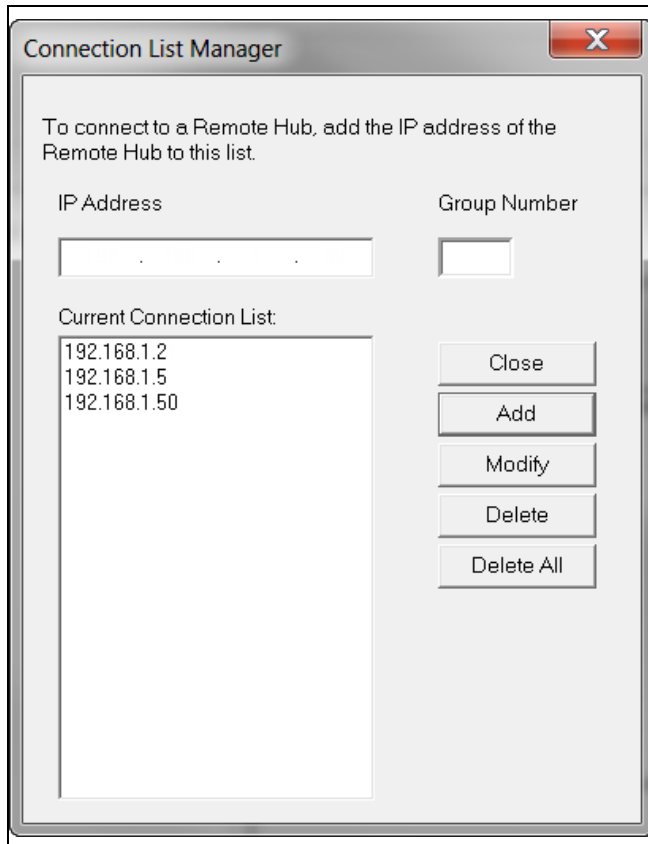 Connection List Manager
To connect to a Remote Hub, add the IP address of the
Remote Hub to this list.
IP Address
Group Number
. . .
Current Connection List:
192.168.1.2
192.168.1.5
192.168.1.50
Close
Add
Modify
Delete
Delete All